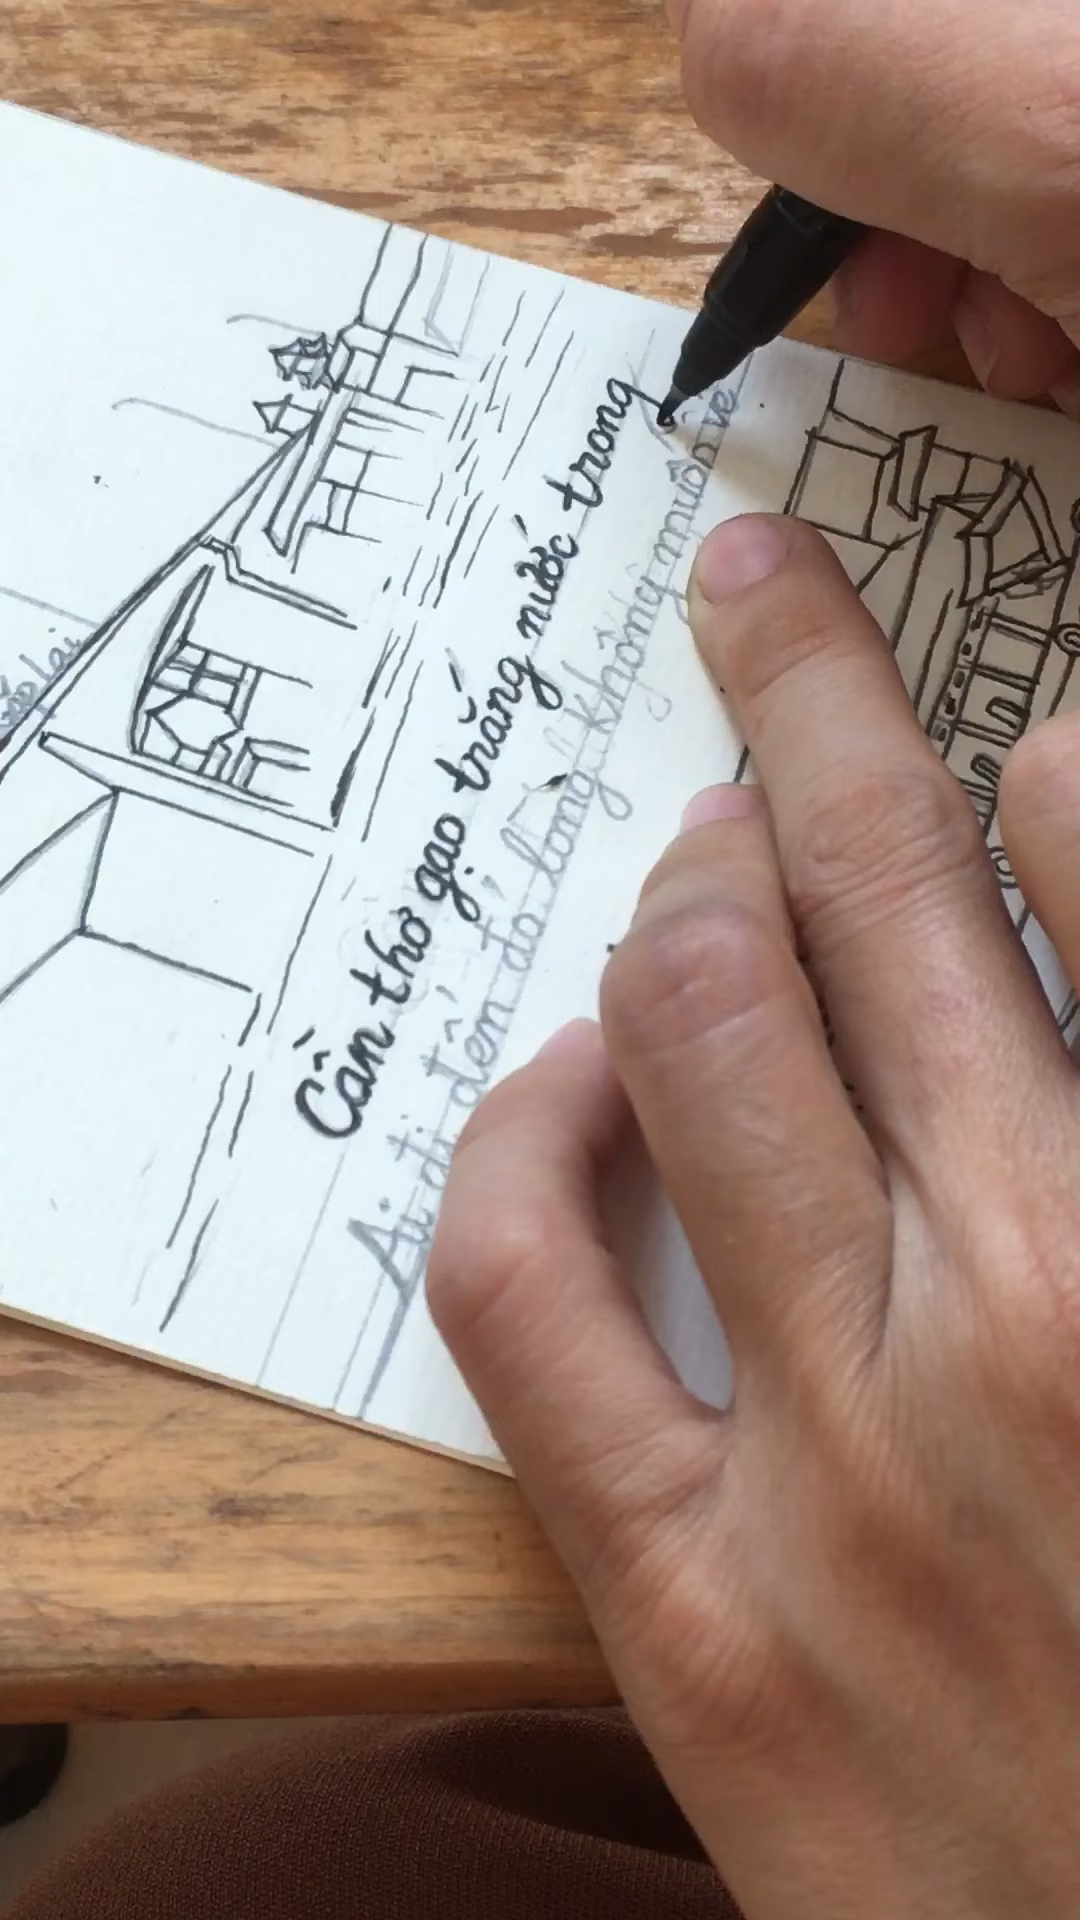 Cần thơ gạo trắng nước trong
Ai đi đến đó lòng không muốn về